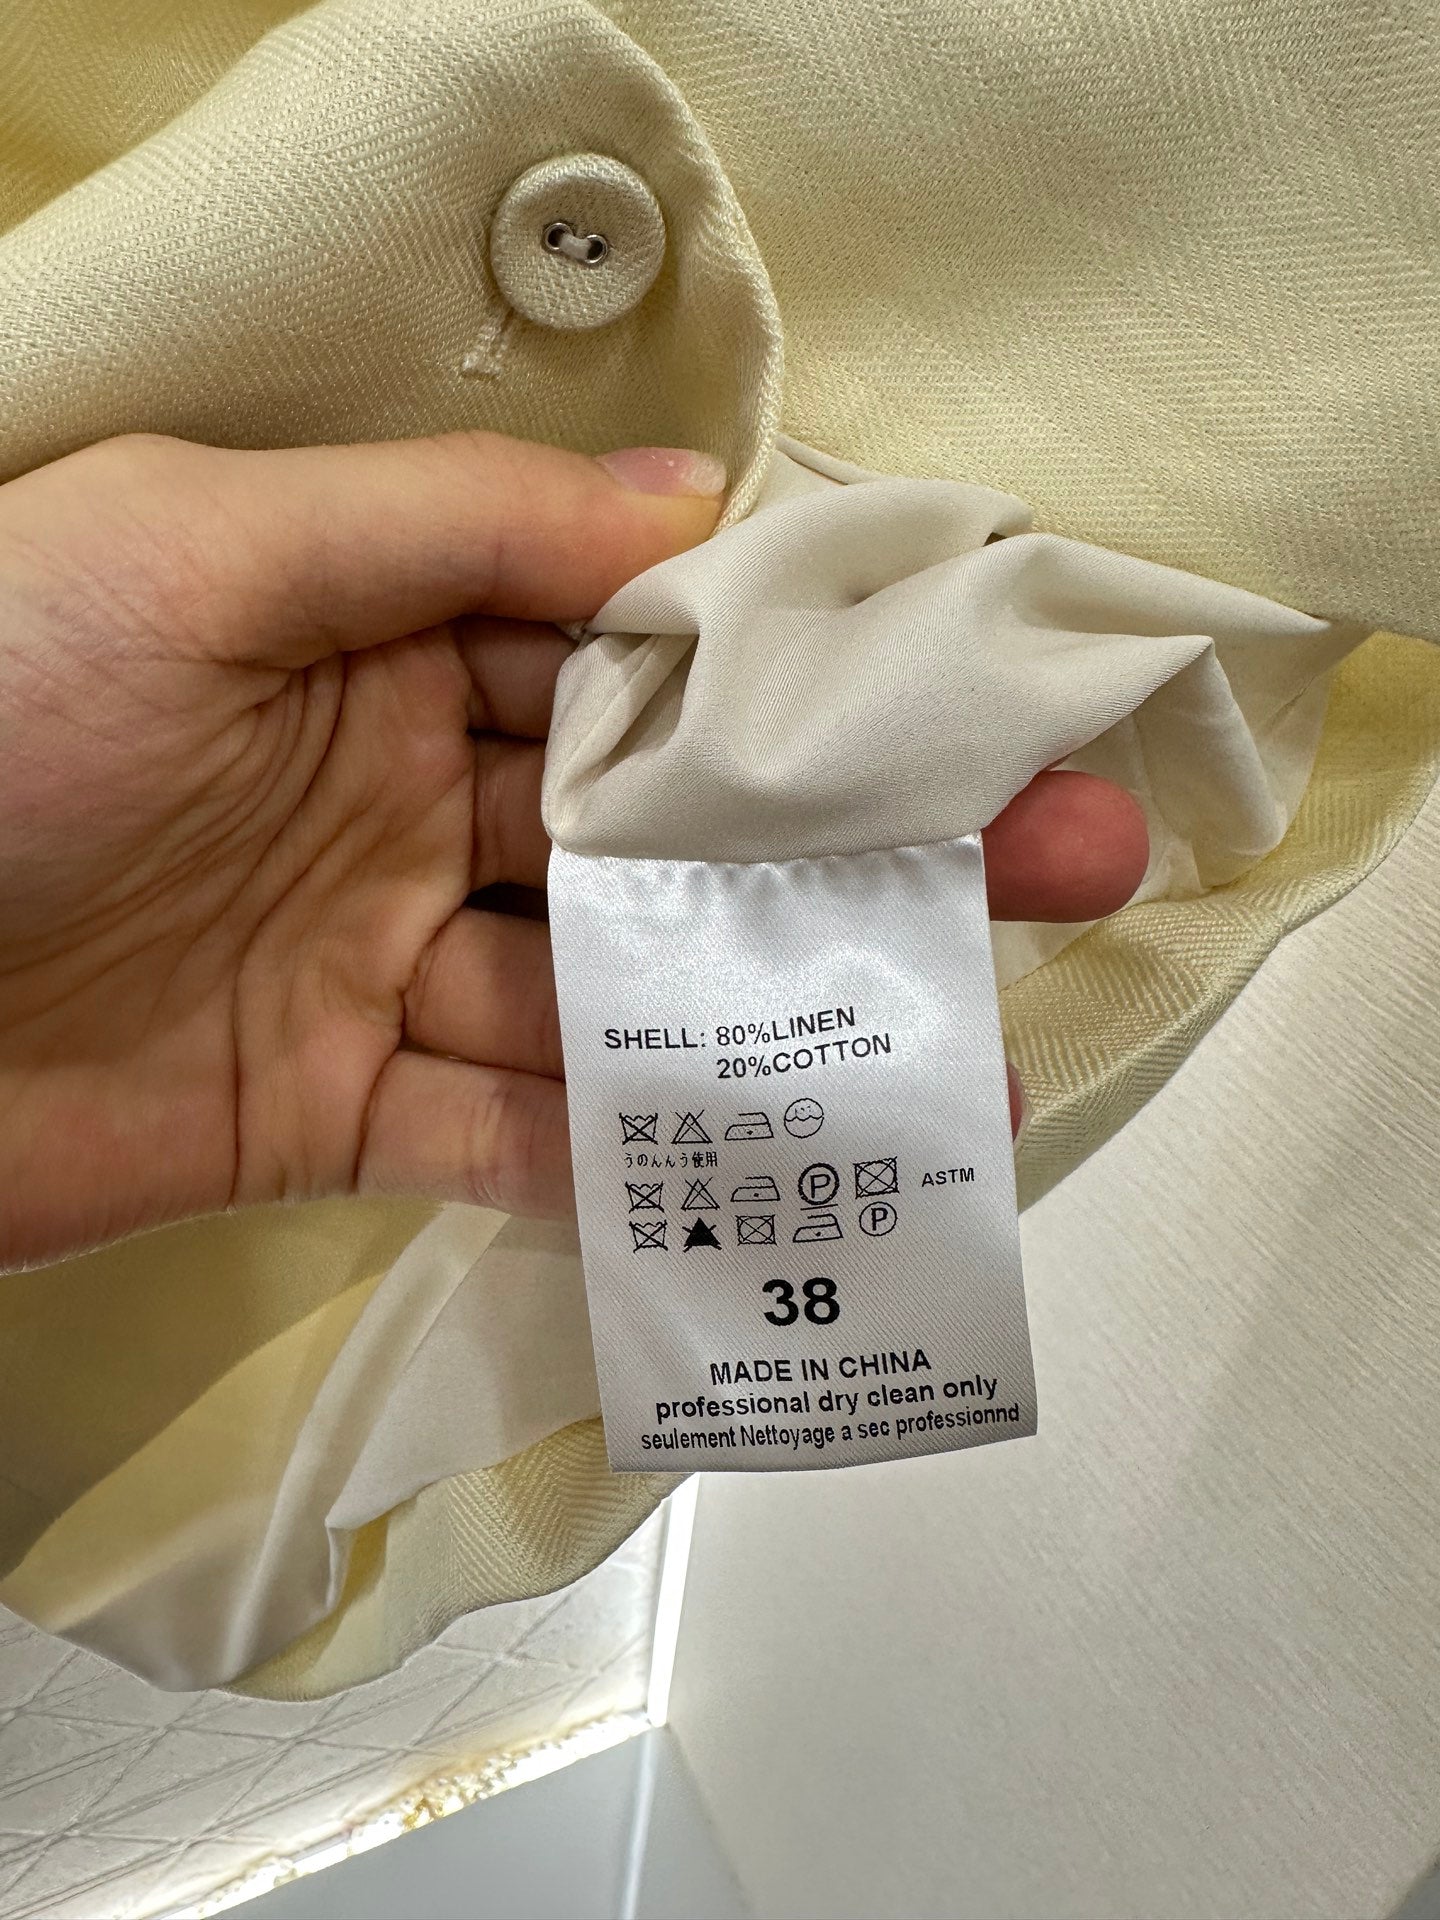 SHELL: 80%LINEN
20%COTTON
うのんんう使用
P ASTM
P
38
MADE IN CHINA
professional dry clean only
seulement Nettoyage a sec professionnd